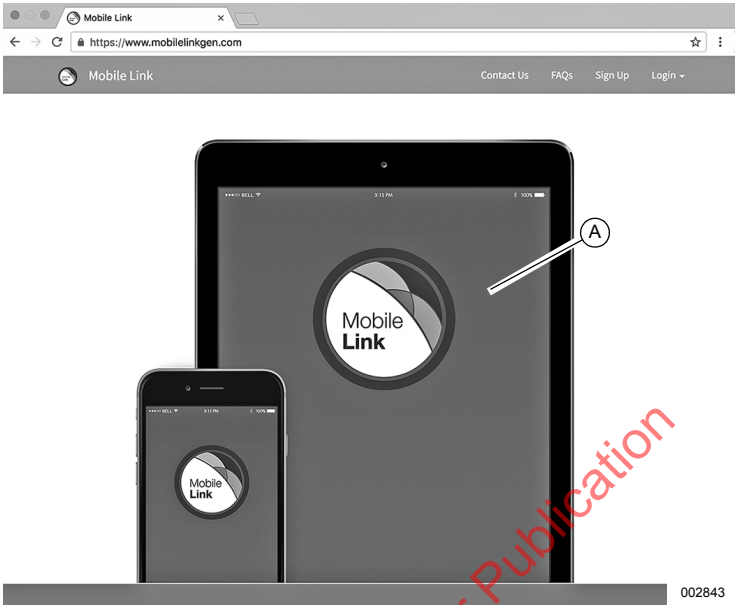 Mobile Link
https://www.mobilelinkgen.com
Mobile Link Contact Us FAQs Sign Up Login
BELL 3:15 PM 100%
A
Mobile
Link
BELL 3:15 PM 100%
Mobile
Link
Publication
002843